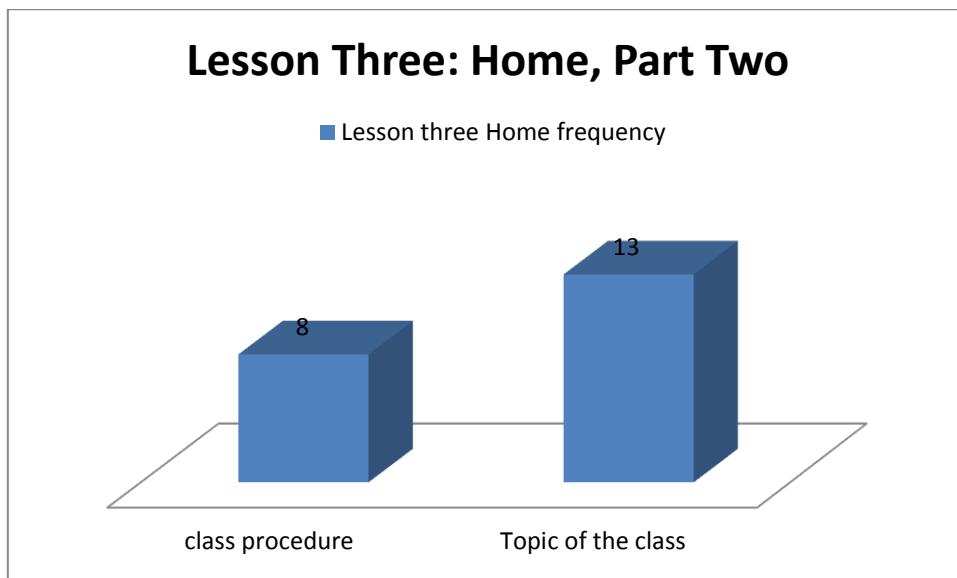 Lesson Three: Home, Part Two
Lesson three Home frequency
13
8
class procedure
Topic of the class